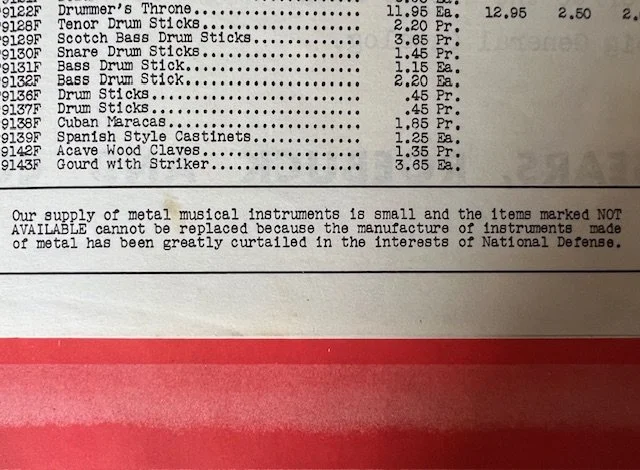 9122F Drummer's Throne............... 11.95 Ea. 12.95 2.50
9128F Tenor Drum Sticks............... 2.20 Pr.
9129F Scotch Bass Drum Sticks......... 3.65 Pr.
9130F Snare Drum Sticks............... 1.45 Pr.
9131F Bass Drum Stick................. 1.15 Ea.
9132F Bass Drum Stick................. 2.20 Ea.
9136F Drum Sticks..................... .45 Pr.
9137F Drum Sticks..................... .45 Pr.
9138F Cuban Maracas................... 1.85 Pr.
9139F Spanish Style Castinets......... 1.25 Ea.
9142F Acave Wood Claves............... 1.35 Pr.
9143F Gourd with Striker.............. 3.65 Ea.
Our supply of metal musical instruments is small and the items marked NOT
AVAILABLE cannot be replaced because the manufacture of instruments made
of metal has been greatly curtailed in the interests of National Defense.